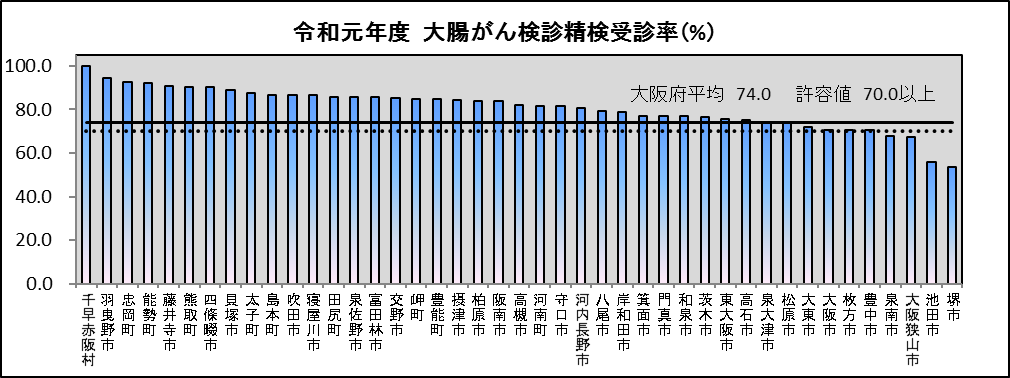 令和元年度 大腸がん検診精検受診率(%)
大阪府平均 74.0 許容値 70.0以上
100.0
80.0
60.0
40.0
20.0
0.0
千早赤阪村
羽曳野市
忠岡町
能勢町
藤井寺市
熊取町
四條畷市
貝塚市
太子町
島本町
吹田市
寝屋川市
田尻町
泉佐野市
富田林市
交野市
岬町
豊能町
摂津市
柏原市
阪南市
高槻市
河南町
守口市
河内長野市
八尾市
岸和田市
箕面市
門真市
和泉市
茨木市
東大阪市
高石市
泉大津市
松原市
大東市
大阪市
枚方市
豊中市
泉南市
大阪狭山市
池田市
堺市